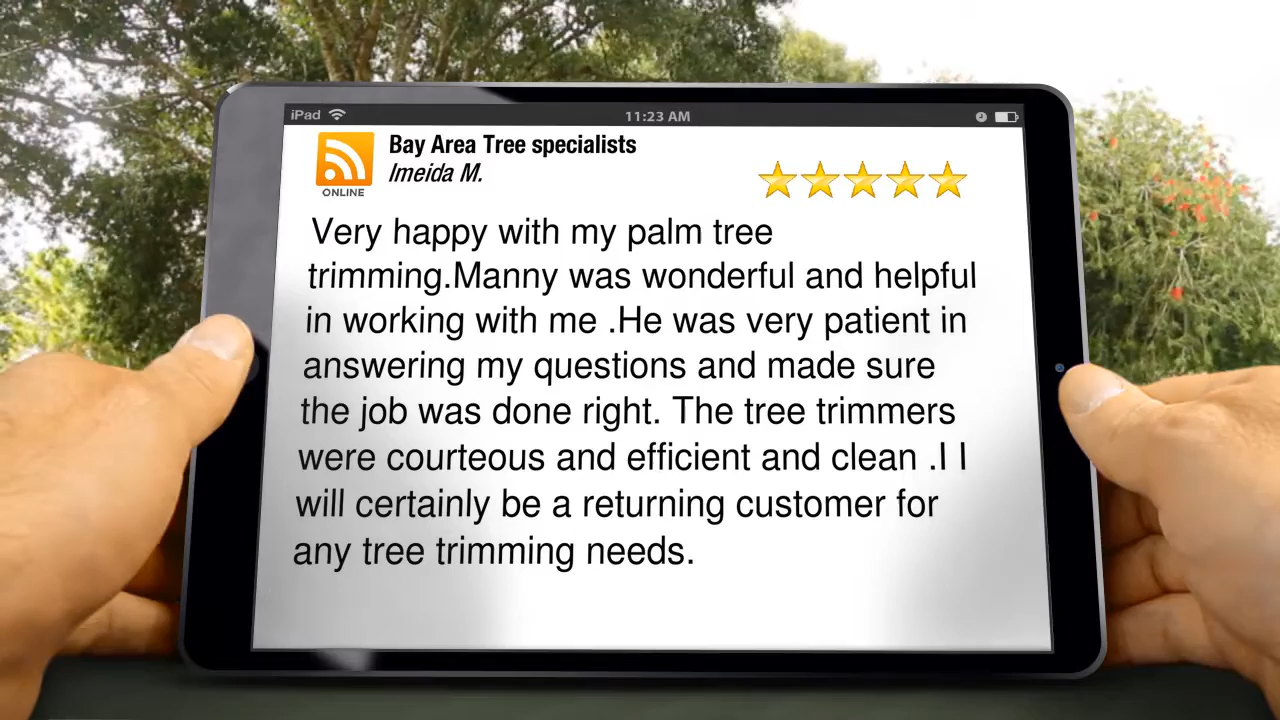 iPad
11:23 AM
ONLINE
Bay Area Tree specialists
Imeida M.
Very happy with my palm tree
trimming.Manny was wonderful and helpful
in working with me .He was very patient in
answering my questions and made sure
the job was done right. The tree trimmers
were courteous and efficient and clean .I I
will certainly be a returning customer for
any tree trimming needs.